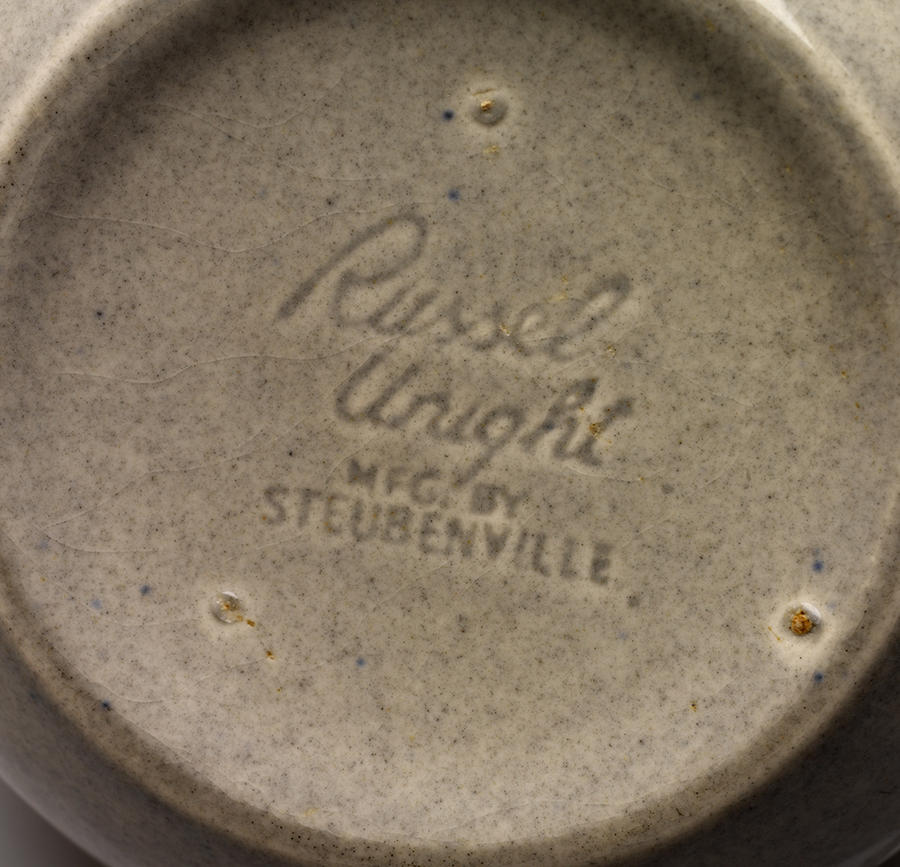 Russel
Wright
MFG. BY
STEUBENVILLE